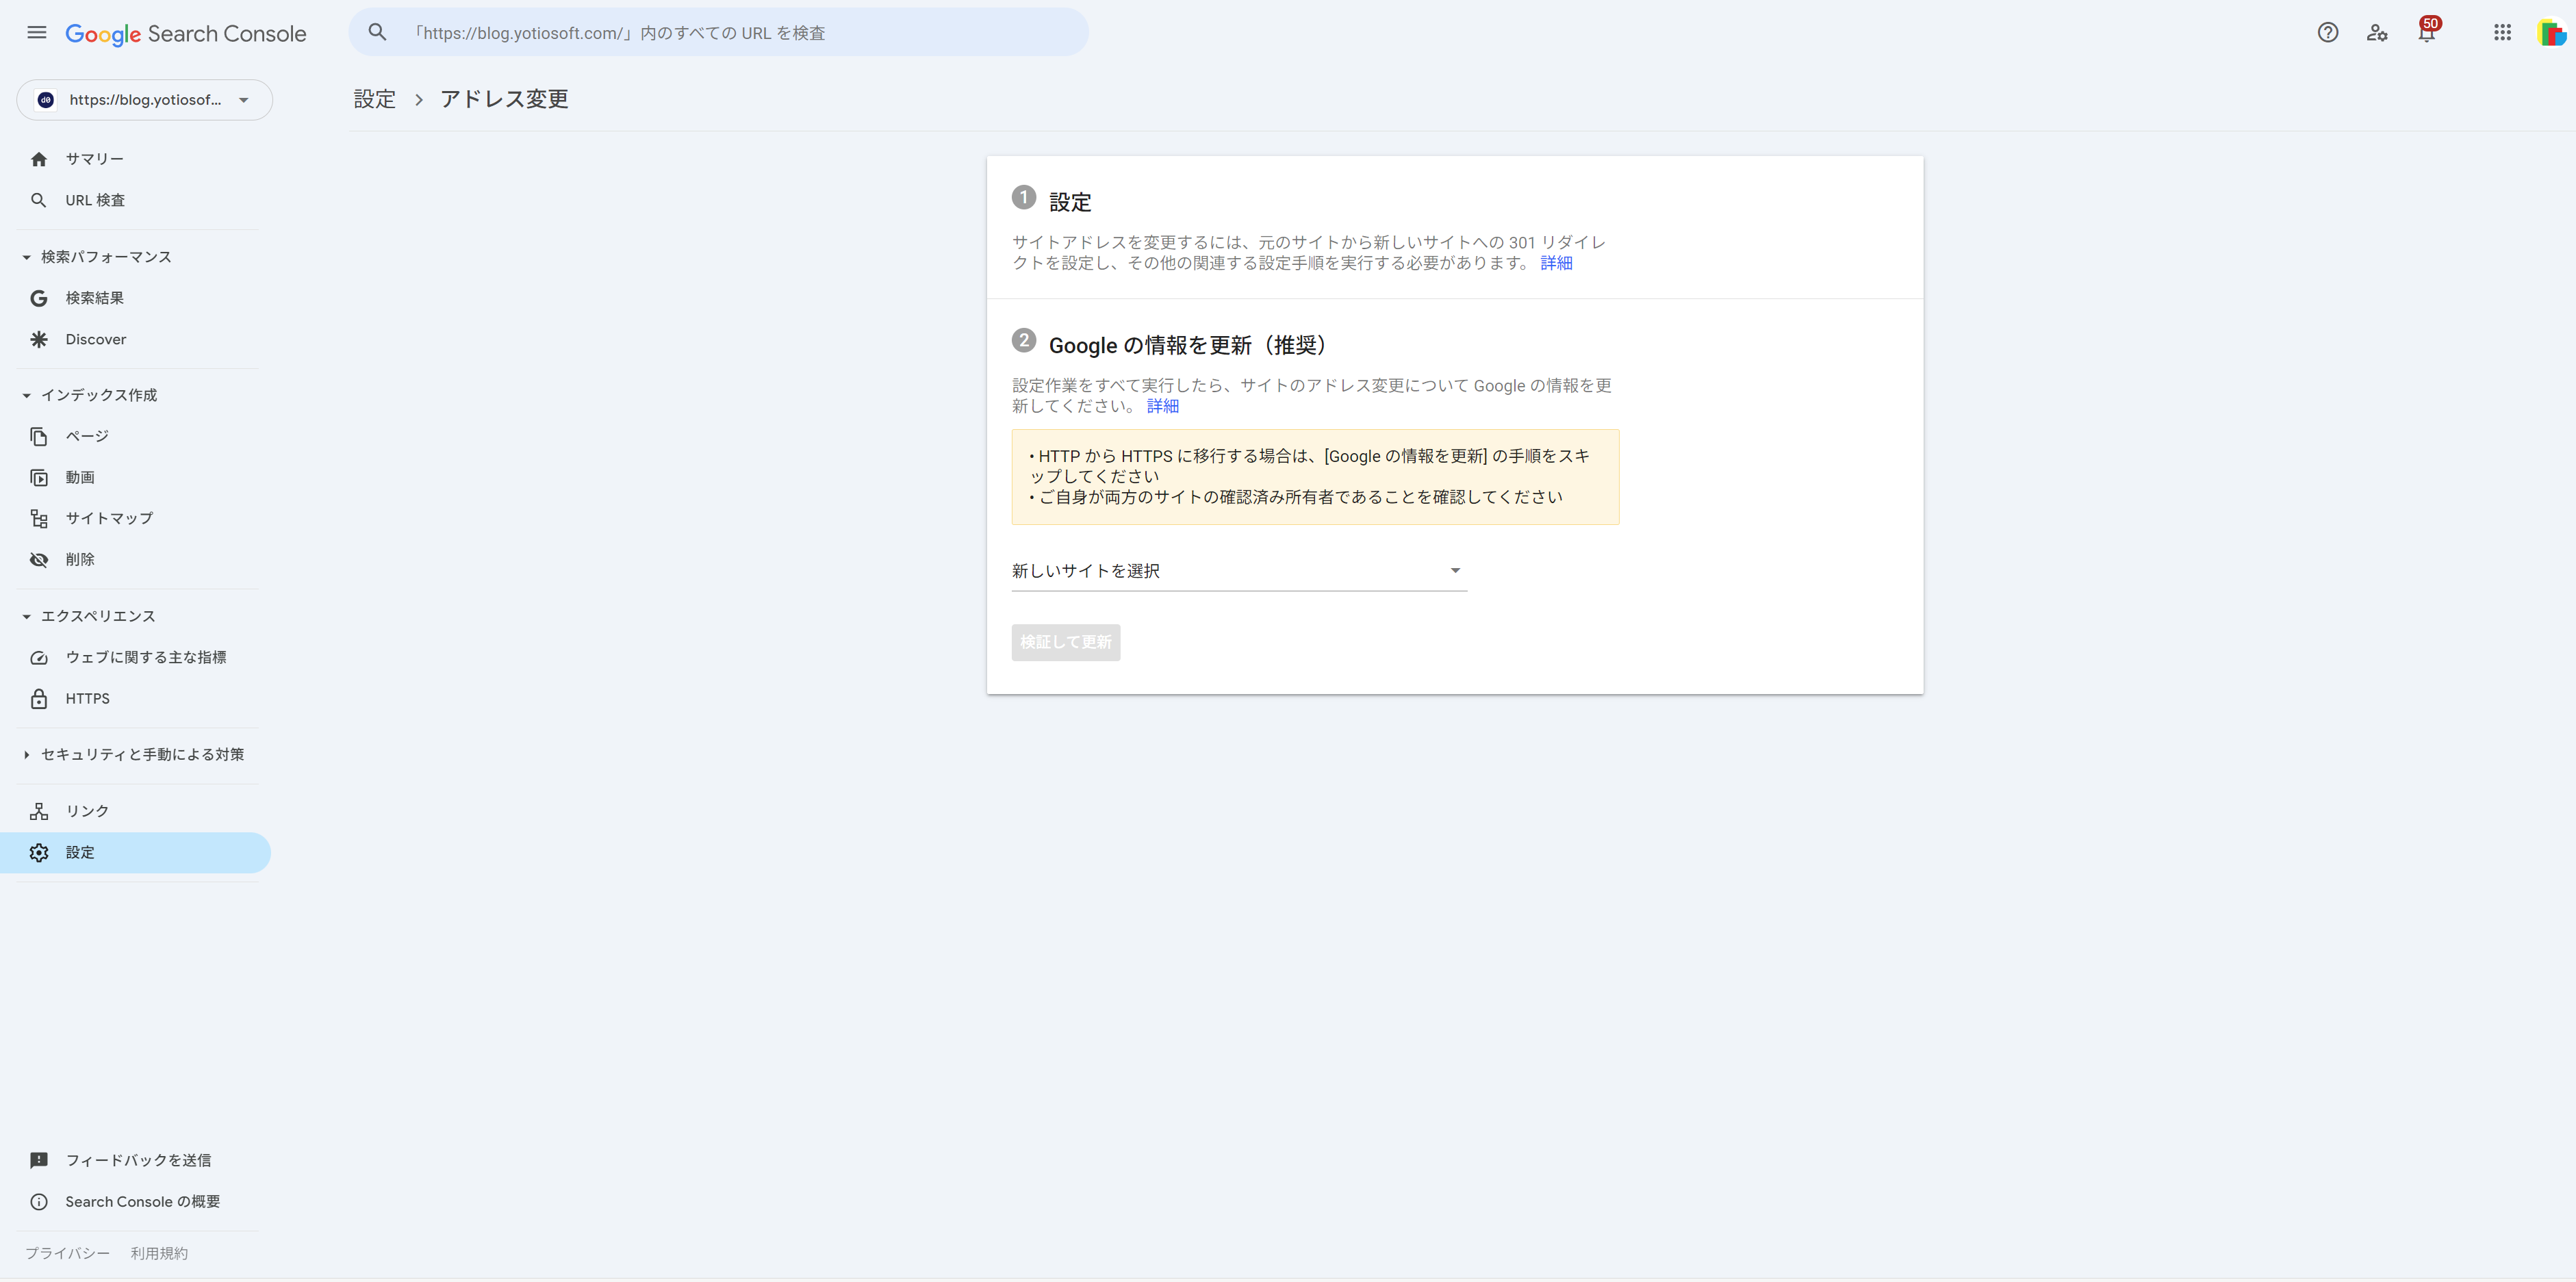 Google Search Console
「https://blog.yotiosoft.com/」内のすべての URL を検査
50
d0
https://blog.yotiosof...
設定 > アドレス変更
サマリー
URL 検査
検索パフォーマンス
検索結果
Discover
インデックス作成
ページ
動画
サイトマップ
削除
エクスペリエンス
ウェブに関する主な指標
HTTPS
セキュリティと手動による対策
リンク
設定
フィードバックを送信
Search Console の概要
プライバシー 利用規約
1 設定
サイトアドレスを変更するには、元のサイトから新しいサイトへの 301 リダイレ
クトを設定し、その他の関連する設定手順を実行する必要があります。 詳細
2 Google の情報を更新（推奨）
設定作業をすべて実行したら、サイトのアドレス変更について Google の情報を更
新してください。 詳細
• HTTP から HTTPS に移行する場合は、[Google の情報を更新] の手順をスキ
ップしてください
• ご自身が両方のサイトの確認済み所有者であることを確認してください
新しいサイトを選択
検証して更新